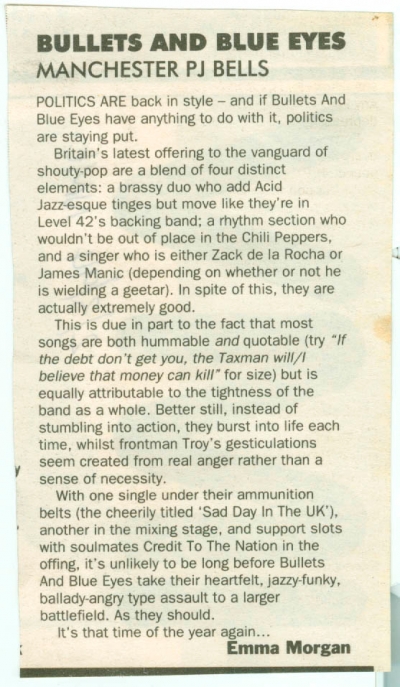 BULLETS AND BLUE EYES
MANCHESTER PJ BELLS
POLITICS ARE back in style – and if Bullets And
Blue Eyes have anything to do with it, politics
are staying put.
Britain's latest offering to the vanguard of
shouty-pop are a blend of four distinct
elements: a brassy duo who add Acid
Jazz-esque tinges but move like they're in
Level 42's backing band; a rhythm section who
wouldn't be out of place in the Chili Peppers,
and a singer who is either Zack de la Rocha or
James Manic (depending on whether or not he
is wielding a geetar). In spite of this, they are
actually extremely good.
This is due in part to the fact that most
songs are both hummable and quotable (try "If
the debt don't get you, the Taxman will/I
believe that money can kill" for size) but is
equally attributable to the tightness of the
band as a whole. Better still, instead of
stumbling into action, they burst into life each
time, whilst frontman Troy's gesticulations
seem created from real anger rather than a
sense of necessity.
With one single under their ammunition
belts (the cheerily titled 'Sad Day In The UK'),
another in the mixing stage, and support slots
with soulmates Credit To The Nation in the
offing, it's unlikely to be long before Bullets
And Blue Eyes take their heartfelt, jazzy-funky,
ballady-angry type assault to a larger
battlefield. As they should.
It's that time of the year again...
Emma Morgan